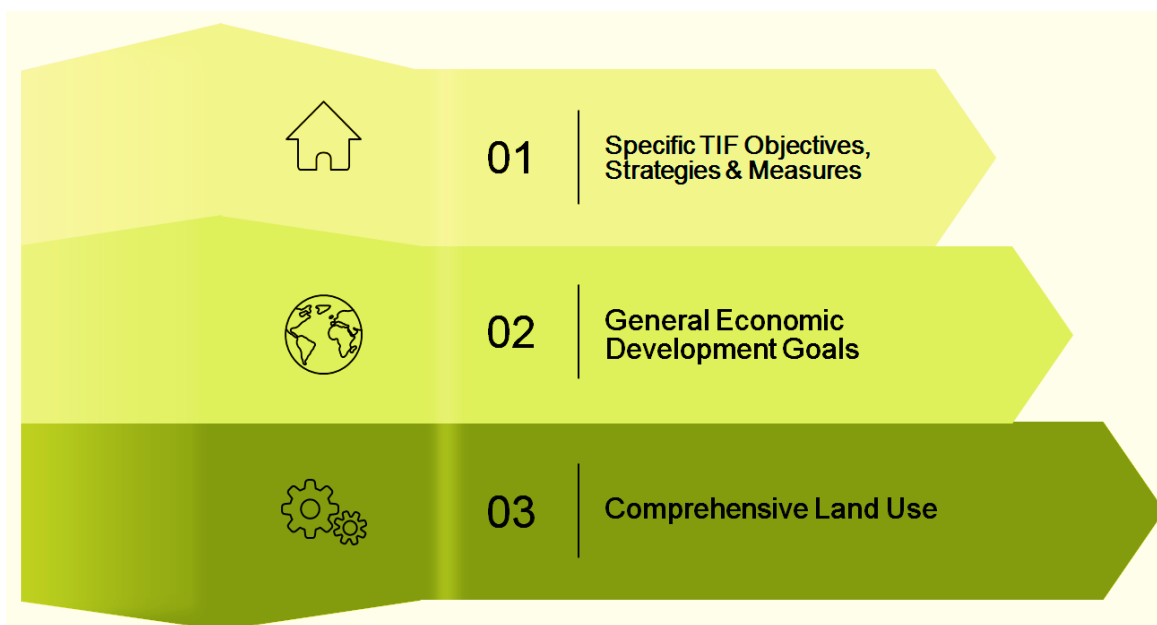 01
Specific TIF Objectives,
Strategies & Measures
02
General Economic
Development Goals
03
Comprehensive Land Use